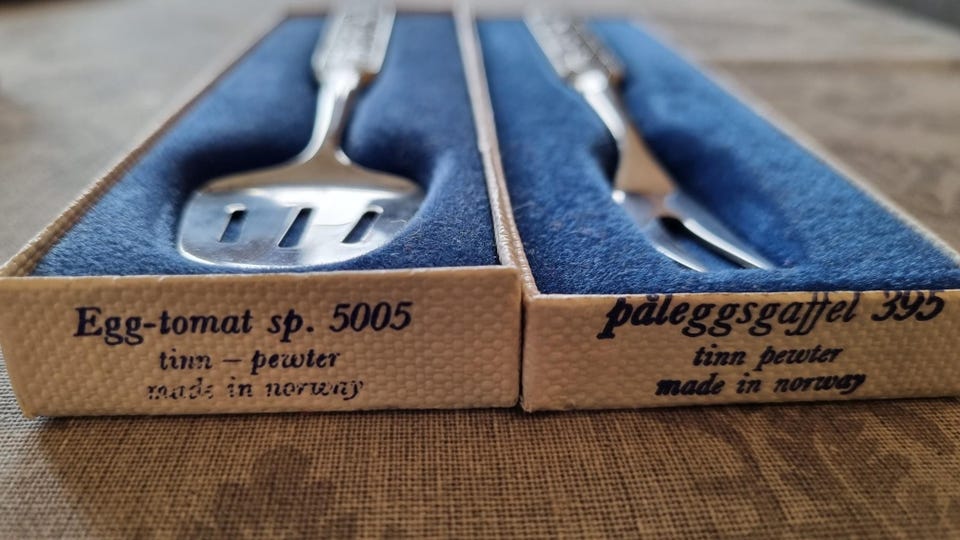 Egg-tomat sp. 5005
tinn – pewter
made in norway
påleggsgaffel 395
tinn pewter
made in norway